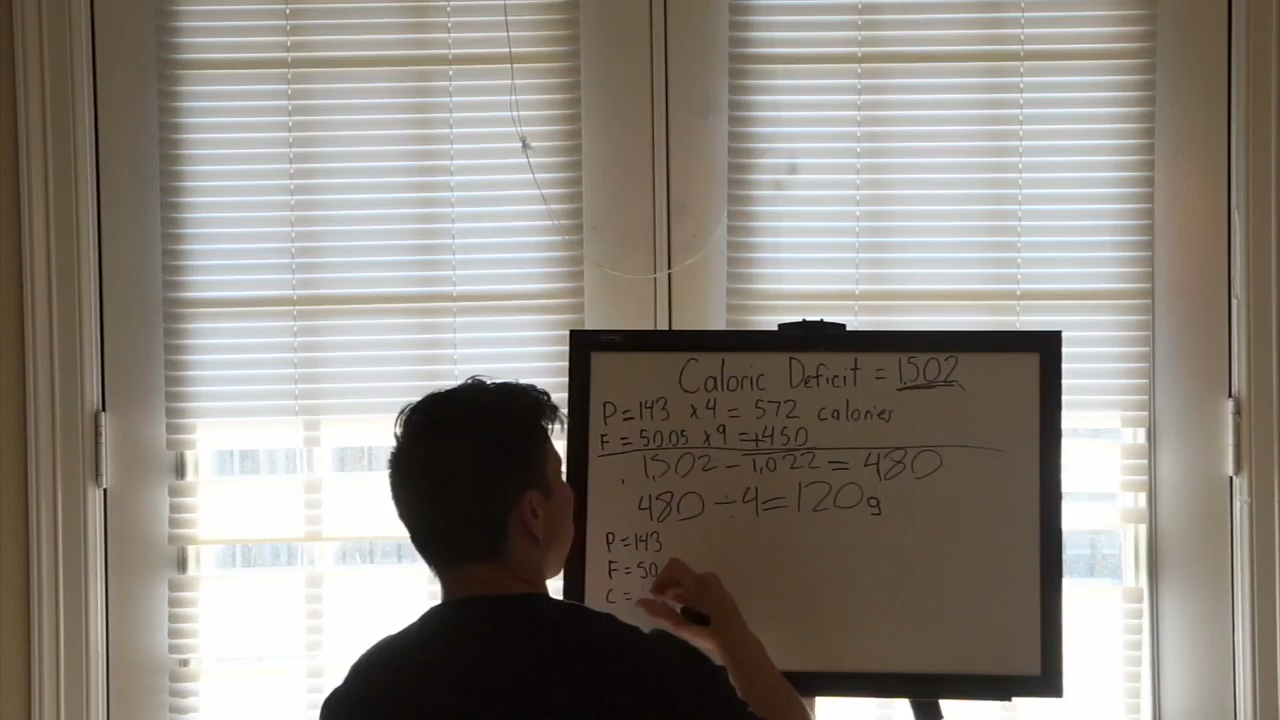 Caloric Deficit = 1,502
P=143 x4 = 572 calories
F = 50.05 x9 =+450
1,502 - 1,022 = 480
480 ÷ 4 = 120g
P=143
F=50
C=